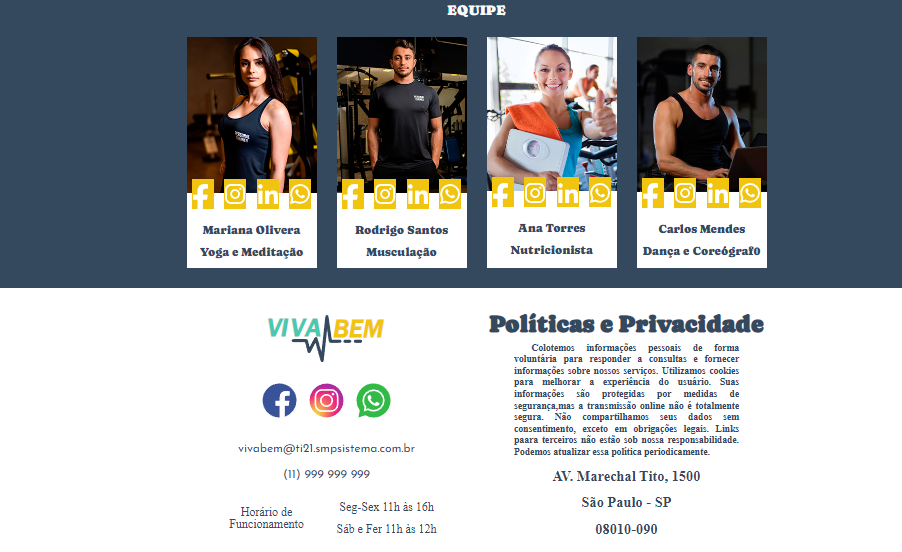 EQUIPE
Mariana Olivera
Yoga e Meditação
Rodrigo Santos
Musculação
Ana Torres
Nutricionista
Carlos Mendes
Dança e Coreógraf0
VIVA BEM
vivabem@ti21.smpsistema.com.br
(11) 999 999 999
Horário de
Funcionamento
Seg-Sex 11h às 16h
Sáb e Fer 11h às 12h
Políticas e Privacidade
Colotemos informações pessoais de forma
voluntária para responder a consultas e fornecer
informações sobre nossos serviços. Utilizamos cookies
para melhorar a experiência do usuário. Suas
informações são protegidas por medidas de
segurança,mas a transmissão online não é totalmente
segura. Não compartilhamos seus dados sem
consentimento, exceto em obrigações legais. Links
paara terceiros não estão sob nossa responsabilidade.
Podemos atualizar essa política periodicamente.
AV. Marechal Tito, 1500
São Paulo - SP
08010-090